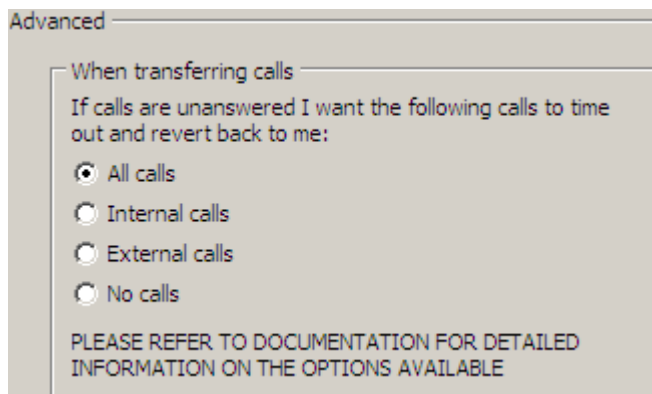 Advanced
When transferring calls
If calls are unanswered I want the following calls to time
out and revert back to me:
All calls
Internal calls
External calls
No calls
PLEASE REFER TO DOCUMENTATION FOR DETAILED
INFORMATION ON THE OPTIONS AVAILABLE